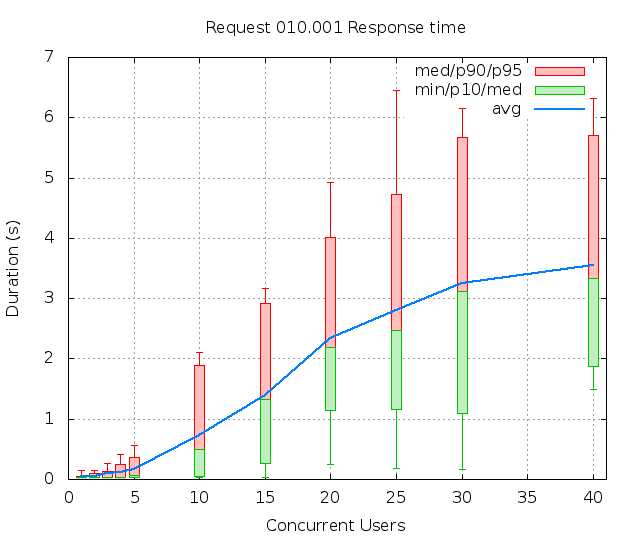 Request 010.001 Response time
7
6
5
4
3
2
1
0
Duration (s)
med/p90/p95
min/p10/med
avg
0 5 10 15 20 25 30 35 40
Concurrent Users